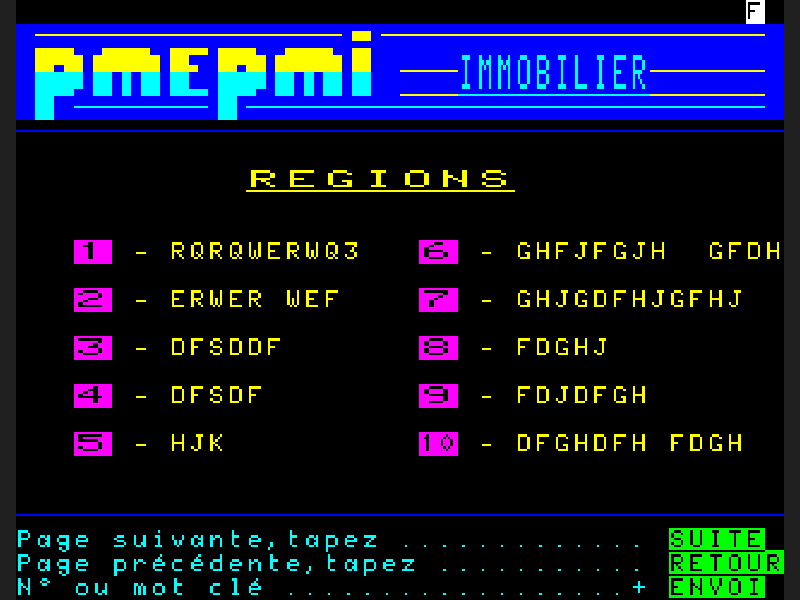 F
pmepmi IMMOBILIER
REGIONS
1 - RQRQWERWQ3 6 - GHFJFGJH GFDH
2 - ERWER WEF 7 - GHJGDFHJGFHJ
3 - DFSDDF 8 - FDGHJ
4 - DFSDF 9 - FDJDFGH
5 - HJK 10 - DFGHDFH FDGH
Page suivante,tapez ............. SUITE
Page précédente,tapez ........... RETOUR
N° ou mot clé ..................+ ENVOI